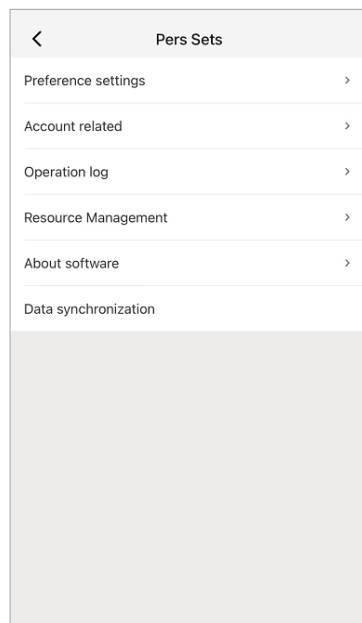 Pers Sets
Preference settings
Account related
Operation log
Resource Management
About software
Data synchronization